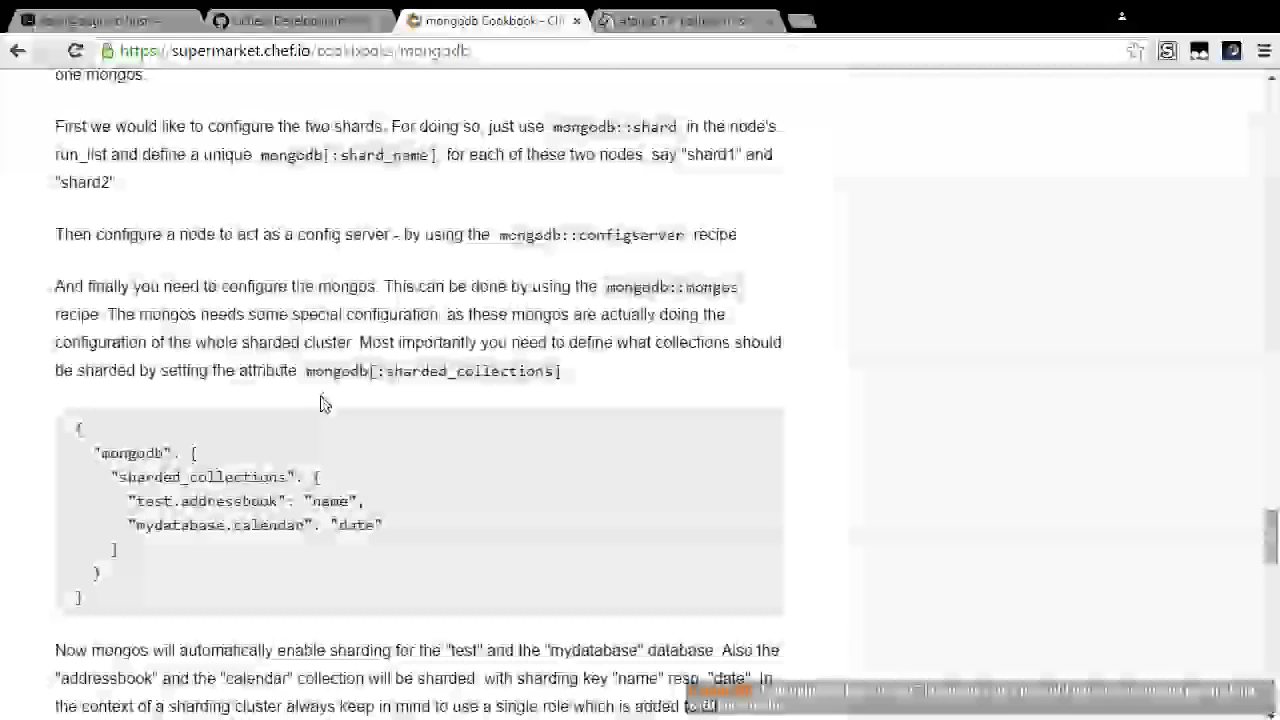 mongodb Cookbook - Ch
https://supermarket.chef.io/cookbooks/mongodb
one mongos.
First we would like to configure the two shards. For doing so, just use mongodb::shard in the node's
run_list and define a unique mongodb[:shard_name] for each of these two nodes, say "shard1" and
"shard2".
Then configure a node to act as a config server - by using the mongodb::configserver recipe.
And finally you need to configure the mongos. This can be done by using the mongodb::mongos
recipe. The mongos needs some special configuration, as these mongos are actually doing the
configuration of the whole sharded cluster. Most importantly you need to define what collections should
be sharded by setting the attribute mongodb[:sharded_collections]
{
"mongodb": {
"sharded_collections": {
"test.addressbook": "name",
"mydatabase.calendar": "date"
}
}
}
Now mongos will automatically enable sharding for the "test" and the "mydatabase" database. Also the
"addressbook" and the "calendar" collection will be sharded, with sharding key "name" resp. "date". In
the context of a sharding cluster always keep in mind to use a single role which is added to all